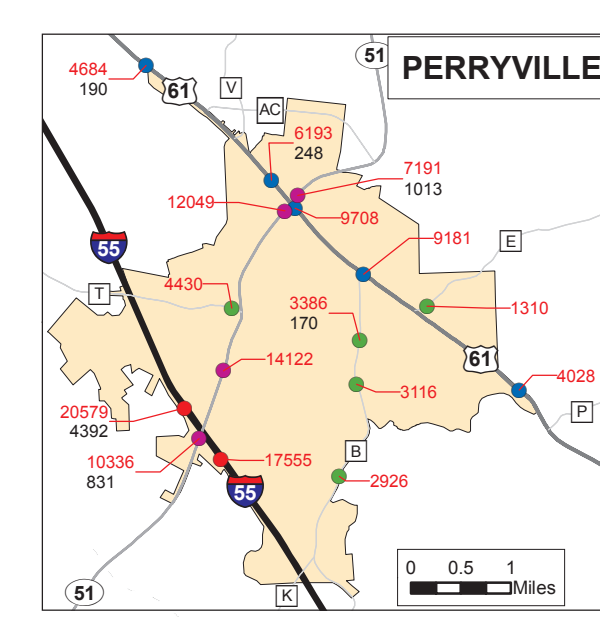 51
PERRYVILLE
4684
190
61
V
AC
6193
248
7191
1013
12049
9708
9181
E
55
T
4430
3386
170
1310
61
14122
4028
3116
20579
4392
P
10336
831
17555
B
2926
55
0 0.5 1
Miles
51
K